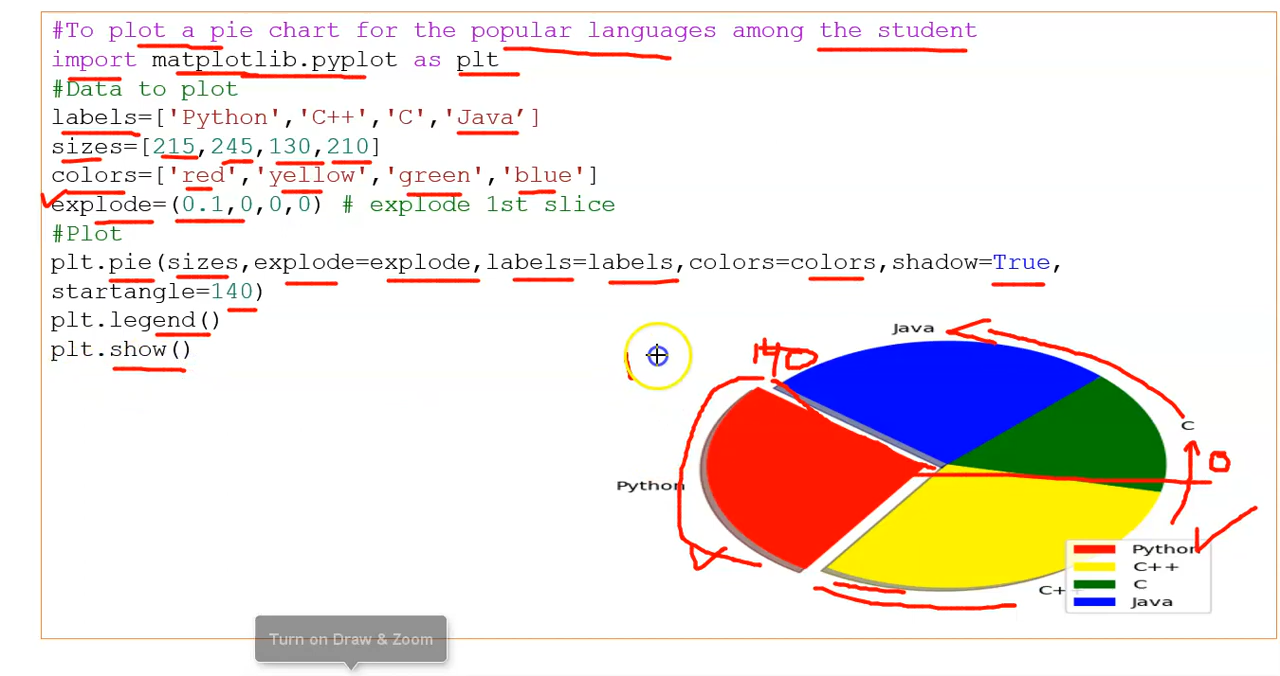 #To plot a pie chart for the popular languages among the student
import matplotlib.pyplot as plt
#Data to plot
labels=['Python','C++','C','Java’]
sizes=[215,245,130,210]
colors=['red','yellow','green','blue']
explode=(0.1,0,0,0) # explode 1st slice
#Plot
plt.pie(sizes,explode=explode,labels=labels,colors=colors,shadow=True,
startangle=140)
plt.legend()
plt.show()
Java
140
C
0
Python
Python
C++
C
Java
C+
Turn on Draw & Zoom